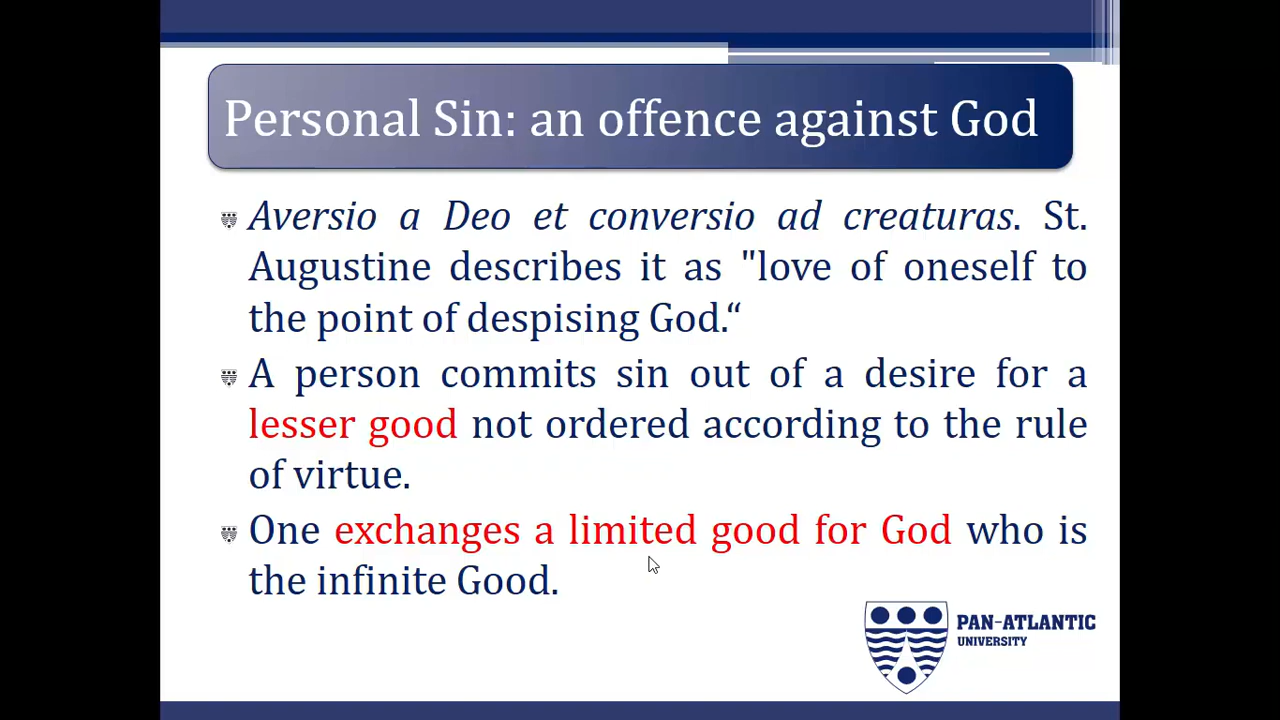 Personal Sin: an offence against God
Aversio a Deo et conversio ad creaturas. St.
Augustine describes it as "love of oneself to
the point of despising God.“
A person commits sin out of a desire for a
lesser good not ordered according to the rule
of virtue.
One exchanges a limited good for God who is
the infinite Good.
PAN-ATLANTIC
UNIVERSITY